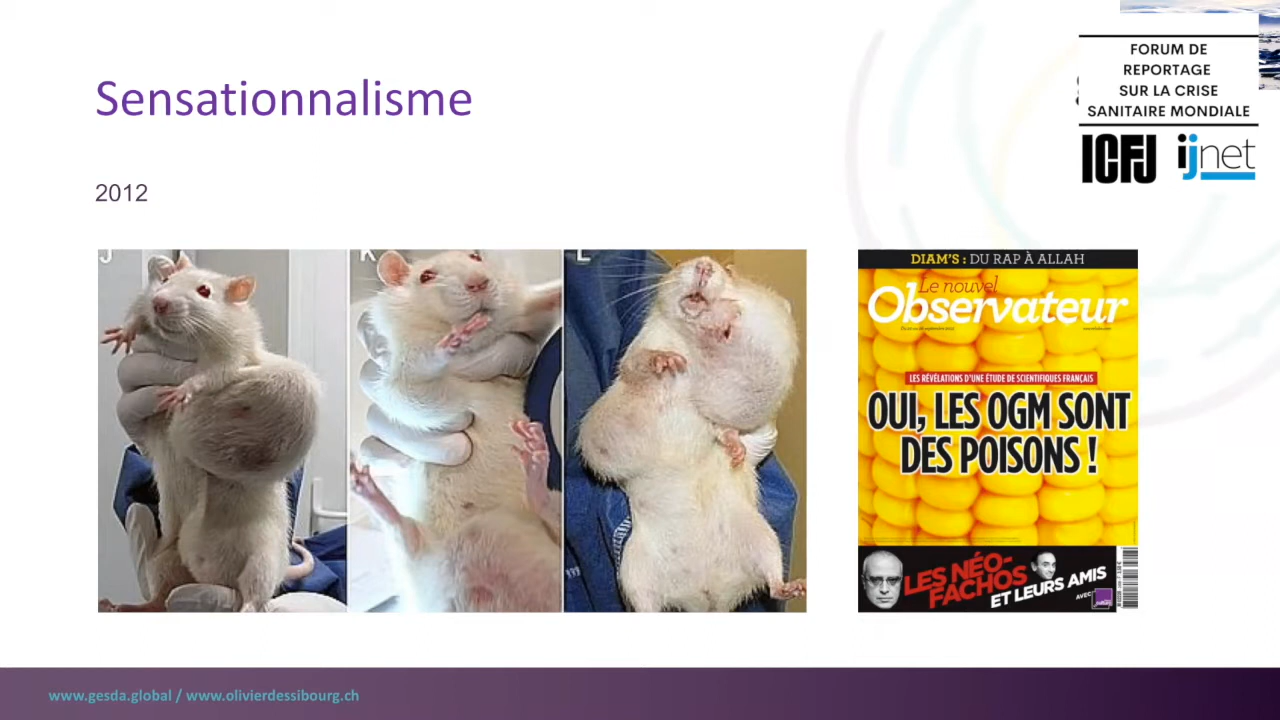 FORUM DE
REPORTAGE
SUR LA CRISE
SANITAIRE MONDIALE
ICFJ ijnet
Sensationnalisme
2012
J K L
DIAM'S : DU RAP À ALLAH
Le nouvel
Observateur
LES RÉVÉLATIONS D'UNE ÉTUDE DE SCIENTIFIQUES FRANÇAIS
OUI, LES OGM SONT
DES POISONS !
LES NÉO-
FACHOS
ET LEURS AMIS
AVEC
www.gesda.global / www.olivierdessibourg.ch